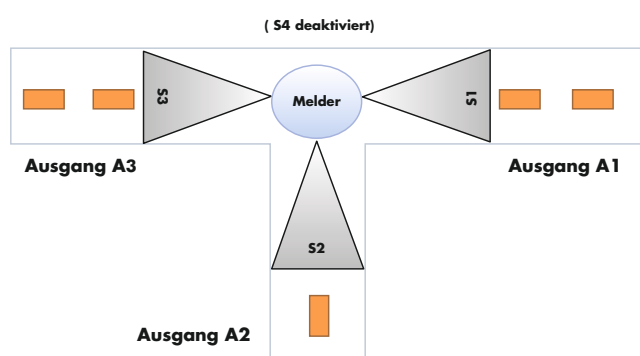 ( S4 deaktiviert)
S3
Melder
S1
Ausgang A3
Ausgang A1
S2
Ausgang A2